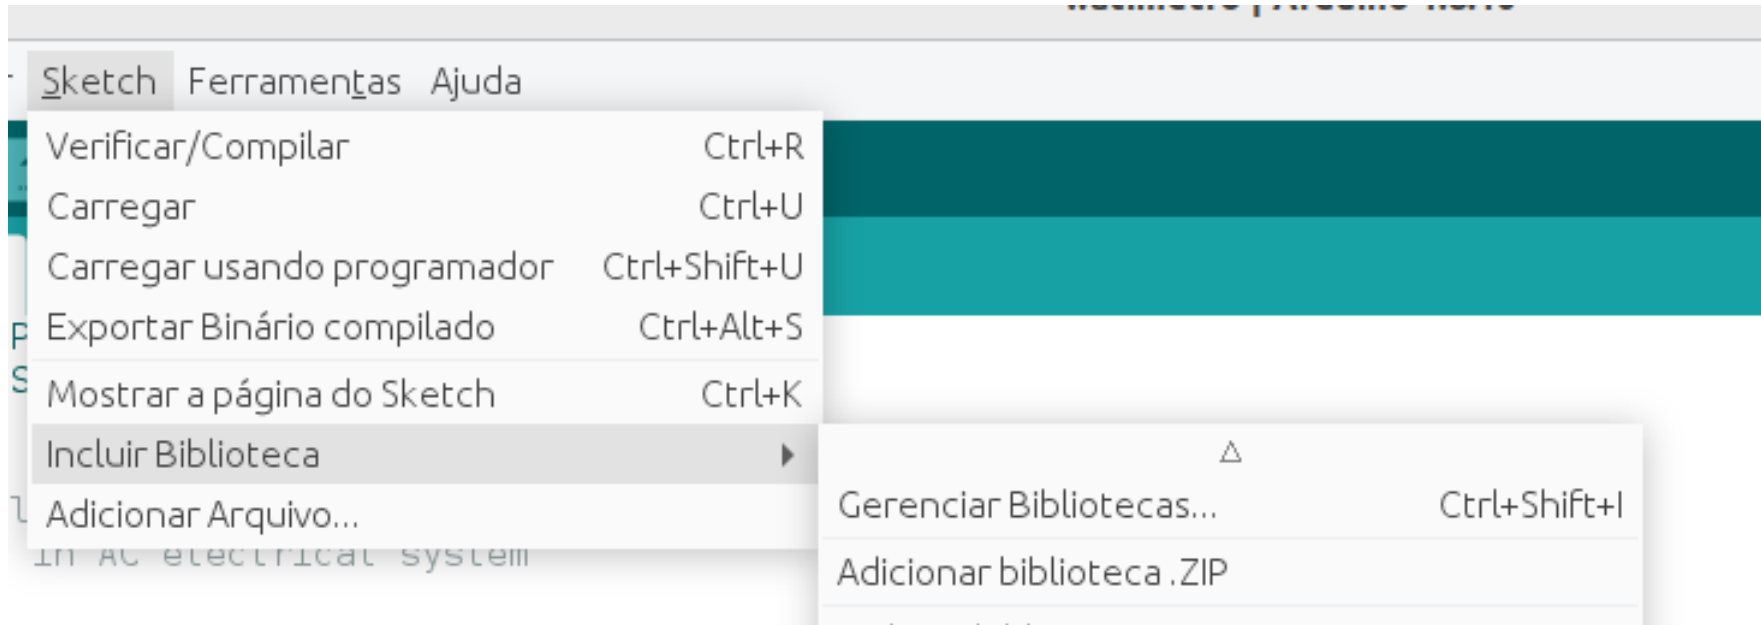 Sketch Ferramentas Ajuda
Verificar/Compilar Ctrl+R
Carregar Ctrl+U
Carregar usando programador Ctrl+Shift+U
Exportar Binário compilado Ctrl+Alt+S
Mostrar a página do Sketch Ctrl+K
Incluir Biblioteca
Gerenciar Bibliotecas... Ctrl+Shift+I
Adicionar Arquivo...
in AC electrical system
Adicionar biblioteca .ZIP